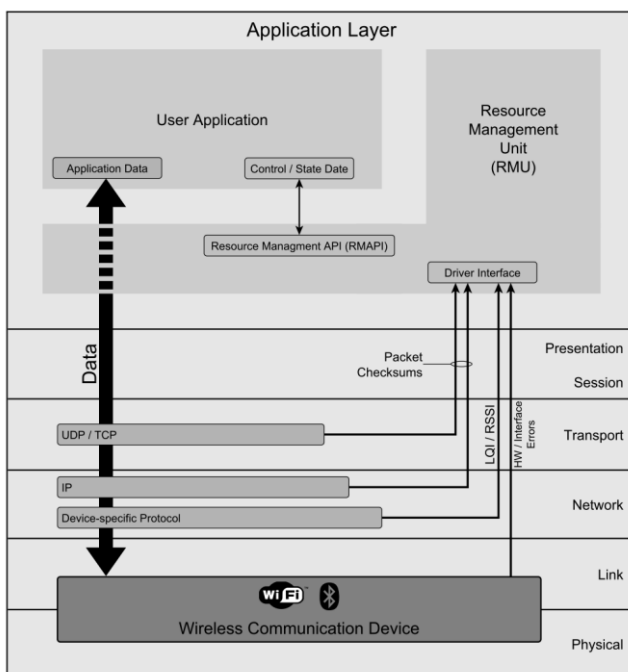 Application Layer
User Application
Resource
Management
Unit
(RMU)
Application Data
Control / State Date
Resource Managment API (RMAPI)
Driver Interface
Data
Packet
Checksums
LQI / RSSI
HW / Interface
Errors
Presentation
Session
UDP / TCP
Transport
IP
Device-specific Protocol
Network
Link
Wi Fi
Wireless Communication Device
Physical